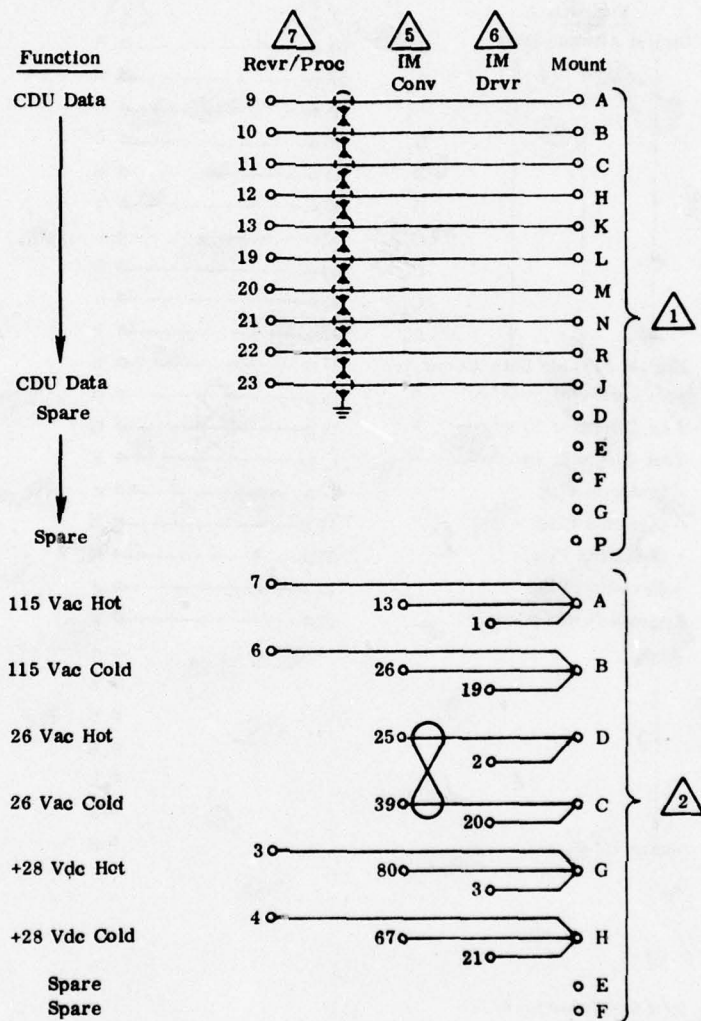 7 5 6
Function Rcvr/Proc IM Conv IM Drvr Mount
CDU Data 9 A
10 B
11 C
12 H
13 K
19 L
20 M
21 N
22 R
CDU Data 23 J
Spare D
E
F
G
Spare P
1
7
115 Vac Hot 13 A
1
6
115 Vac Cold 26 B
19
26 Vac Hot 25 D
2
26 Vac Cold 39 C
20
3
+28 Vdc Hot 80 G
3
4
+28 Vdc Cold 67 H
21
Spare E
Spare F
2